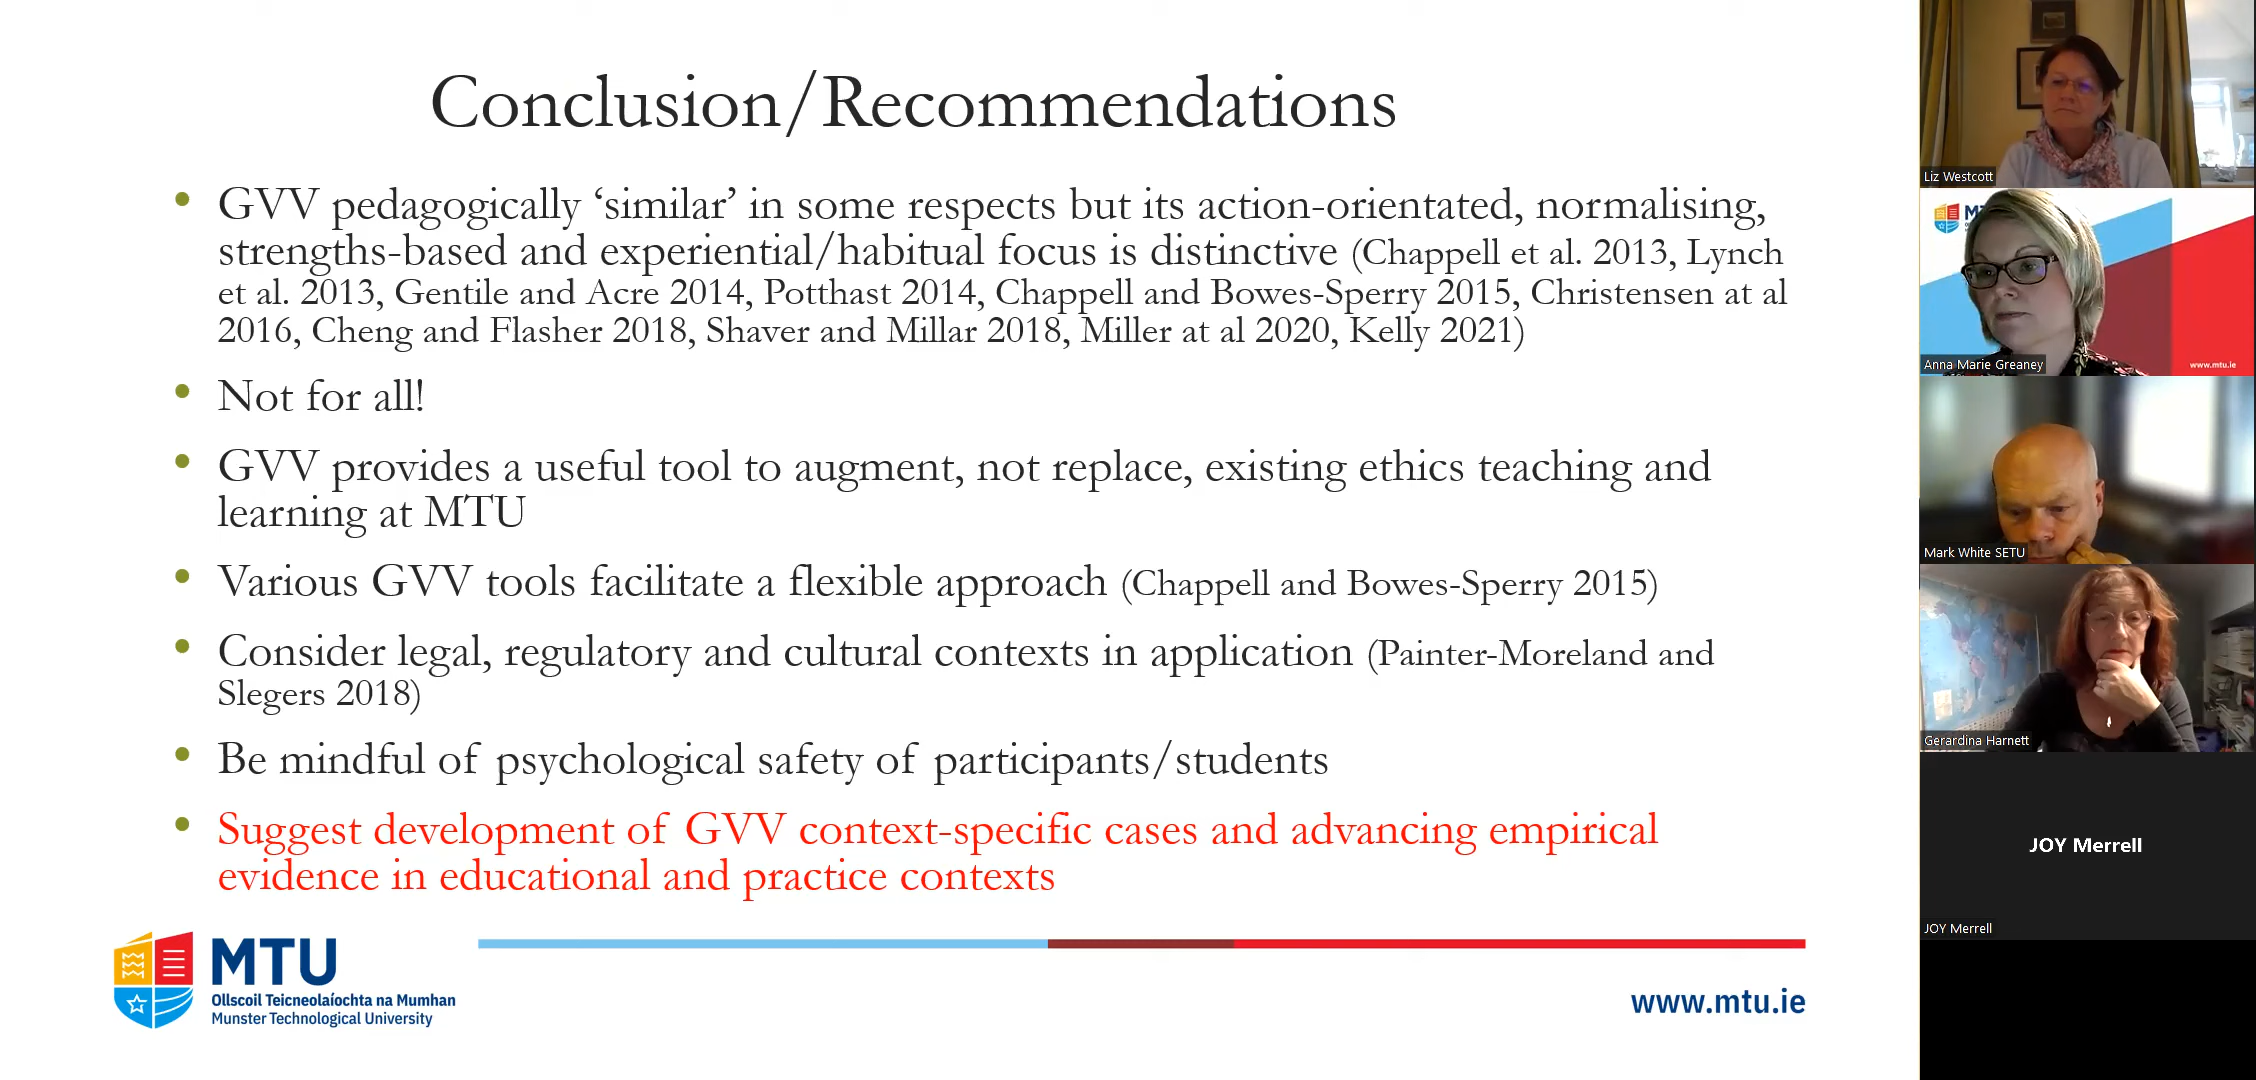 Conclusion/Recommendations
• GVV pedagogically ‘similar’ in some respects but its action-orientated, normalising,
strengths-based and experiential/habitual focus is distinctive (Chappell et al. 2013, Lynch
et al. 2013, Gentile and Acre 2014, Potthast 2014, Chappell and Bowes-Sperry 2015, Christensen at al
2016, Cheng and Flasher 2018, Shaver and Millar 2018, Miller at al 2020, Kelly 2021)
• Not for all!
• GVV provides a useful tool to augment, not replace, existing ethics teaching and
learning at MTU
• Various GVV tools facilitate a flexible approach (Chappell and Bowes-Sperry 2015)
• Consider legal, regulatory and cultural contexts in application (Painter-Moreland and
Slegers 2018)
• Be mindful of psychological safety of participants/students
• Suggest development of GVV context-specific cases and advancing empirical
evidence in educational and practice contexts
MTU
Ollscoil Teicneolaíochta na Mumhan
Munster Technological University
www.mtu.ie
Liz Westcott
www.mtu.ie
Anna Marie Greaney
Mark White SETU
Gerardina Harnett
JOY Merrell
JOY Merrell